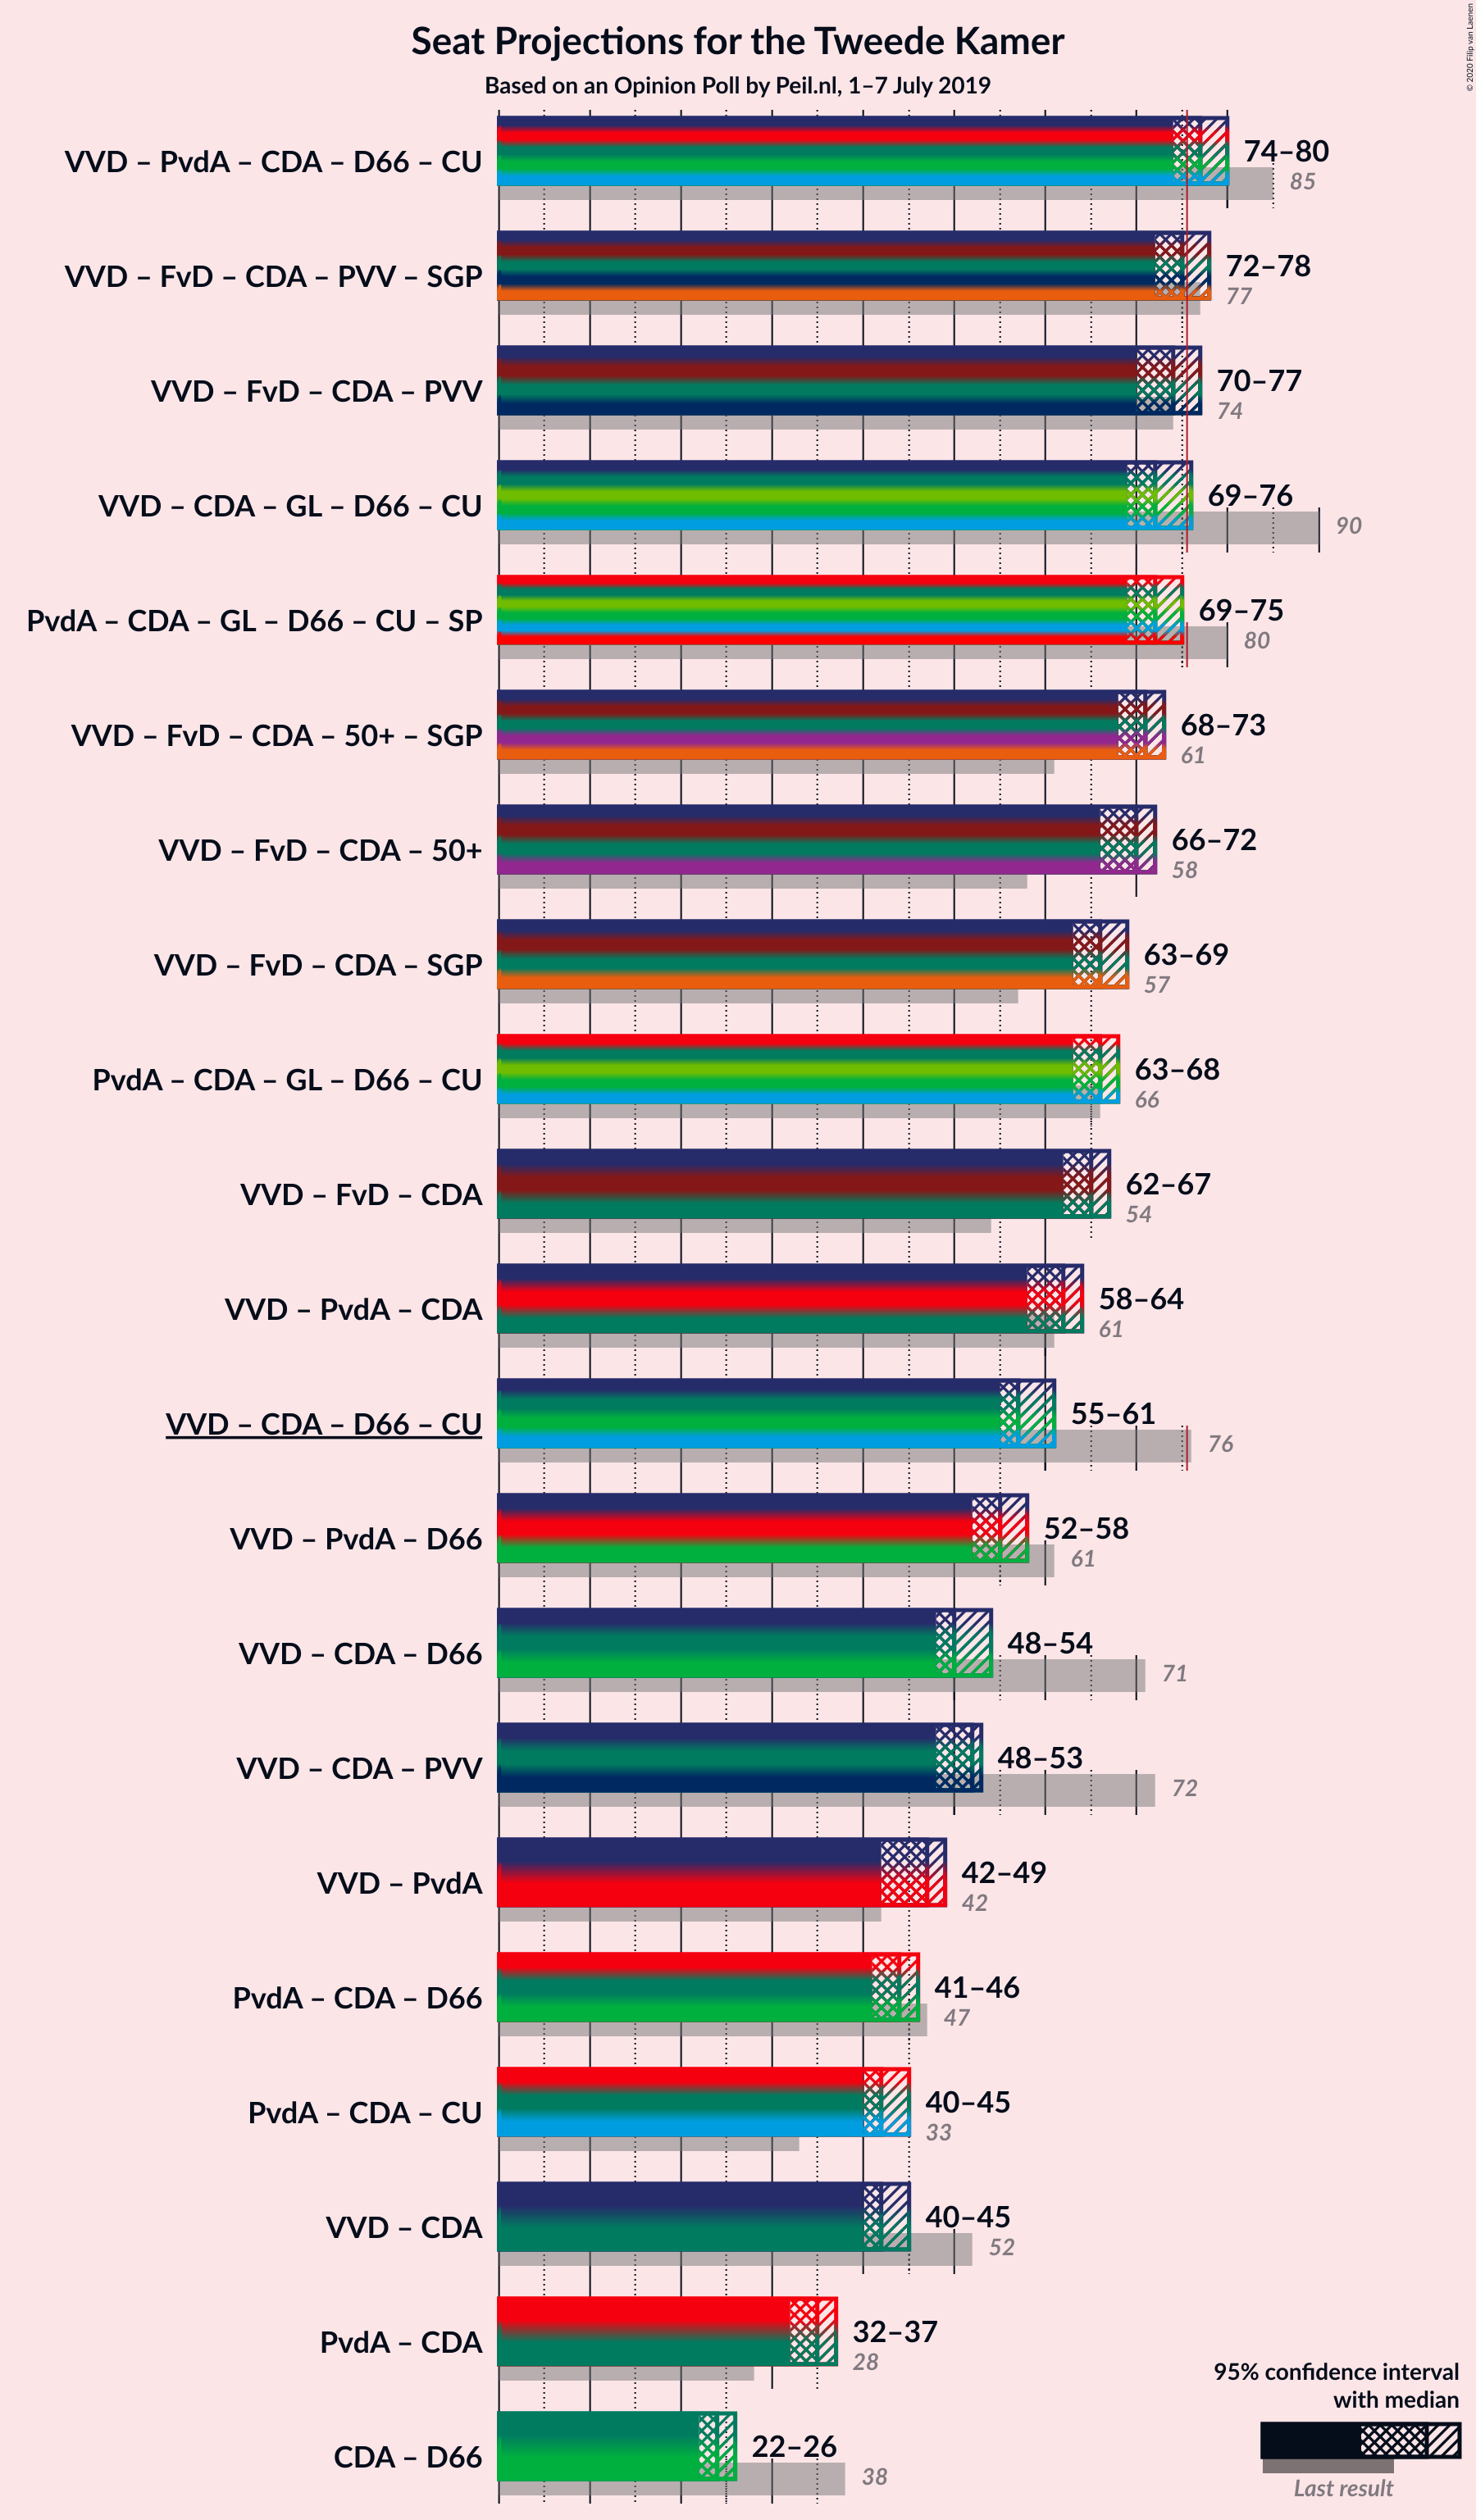 Seat Projections for the Tweede Kamer
Based on an Opinion Poll by Peil.nl, 1–7 July 2019
© 2020 Filip van Laenen
VVD – PvdA – CDA – D66 – CU
74–80
85
VVD – FvD – CDA – PVV – SGP
72–78
77
VVD – FvD – CDA – PVV
70–77
74
VVD – CDA – GL – D66 – CU
69–76
90
PvdA – CDA – GL – D66 – CU – SP
69–75
80
VVD – FvD – CDA – 50+ – SGP
68–73
61
VVD – FvD – CDA – 50+
66–72
58
VVD – FvD – CDA – SGP
63–69
57
PvdA – CDA – GL – D66 – CU
63–68
66
VVD – FvD – CDA
62–67
54
VVD – PvdA – CDA
58–64
61
VVD – CDA – D66 – CU
55–61
76
VVD – PvdA – D66
52–58
61
VVD – CDA – D66
48–54
71
VVD – CDA – PVV
48–53
72
VVD – PvdA
42–49
42
PvdA – CDA – D66
41–46
47
PvdA – CDA – CU
40–45
33
VVD – CDA
40–45
52
PvdA – CDA
32–37
28
CDA – D66
22–26
38
95% confidence interval
with median
Last result